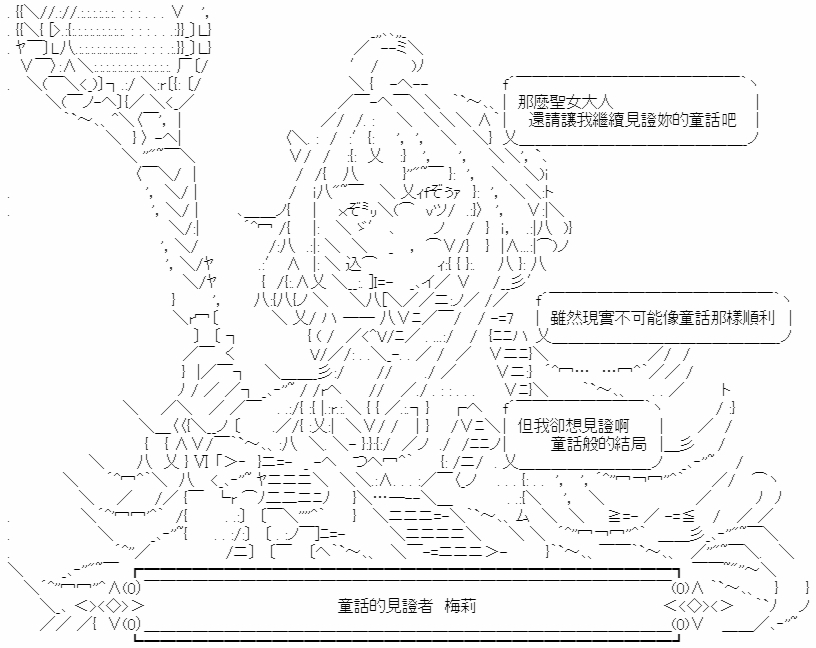 那麼聖女大人
還請讓我繼續見證妳的童話吧
雖然現實不可能像童話那樣順利
但我卻想見證啊
童話般的結局
童話的見證者 梅莉